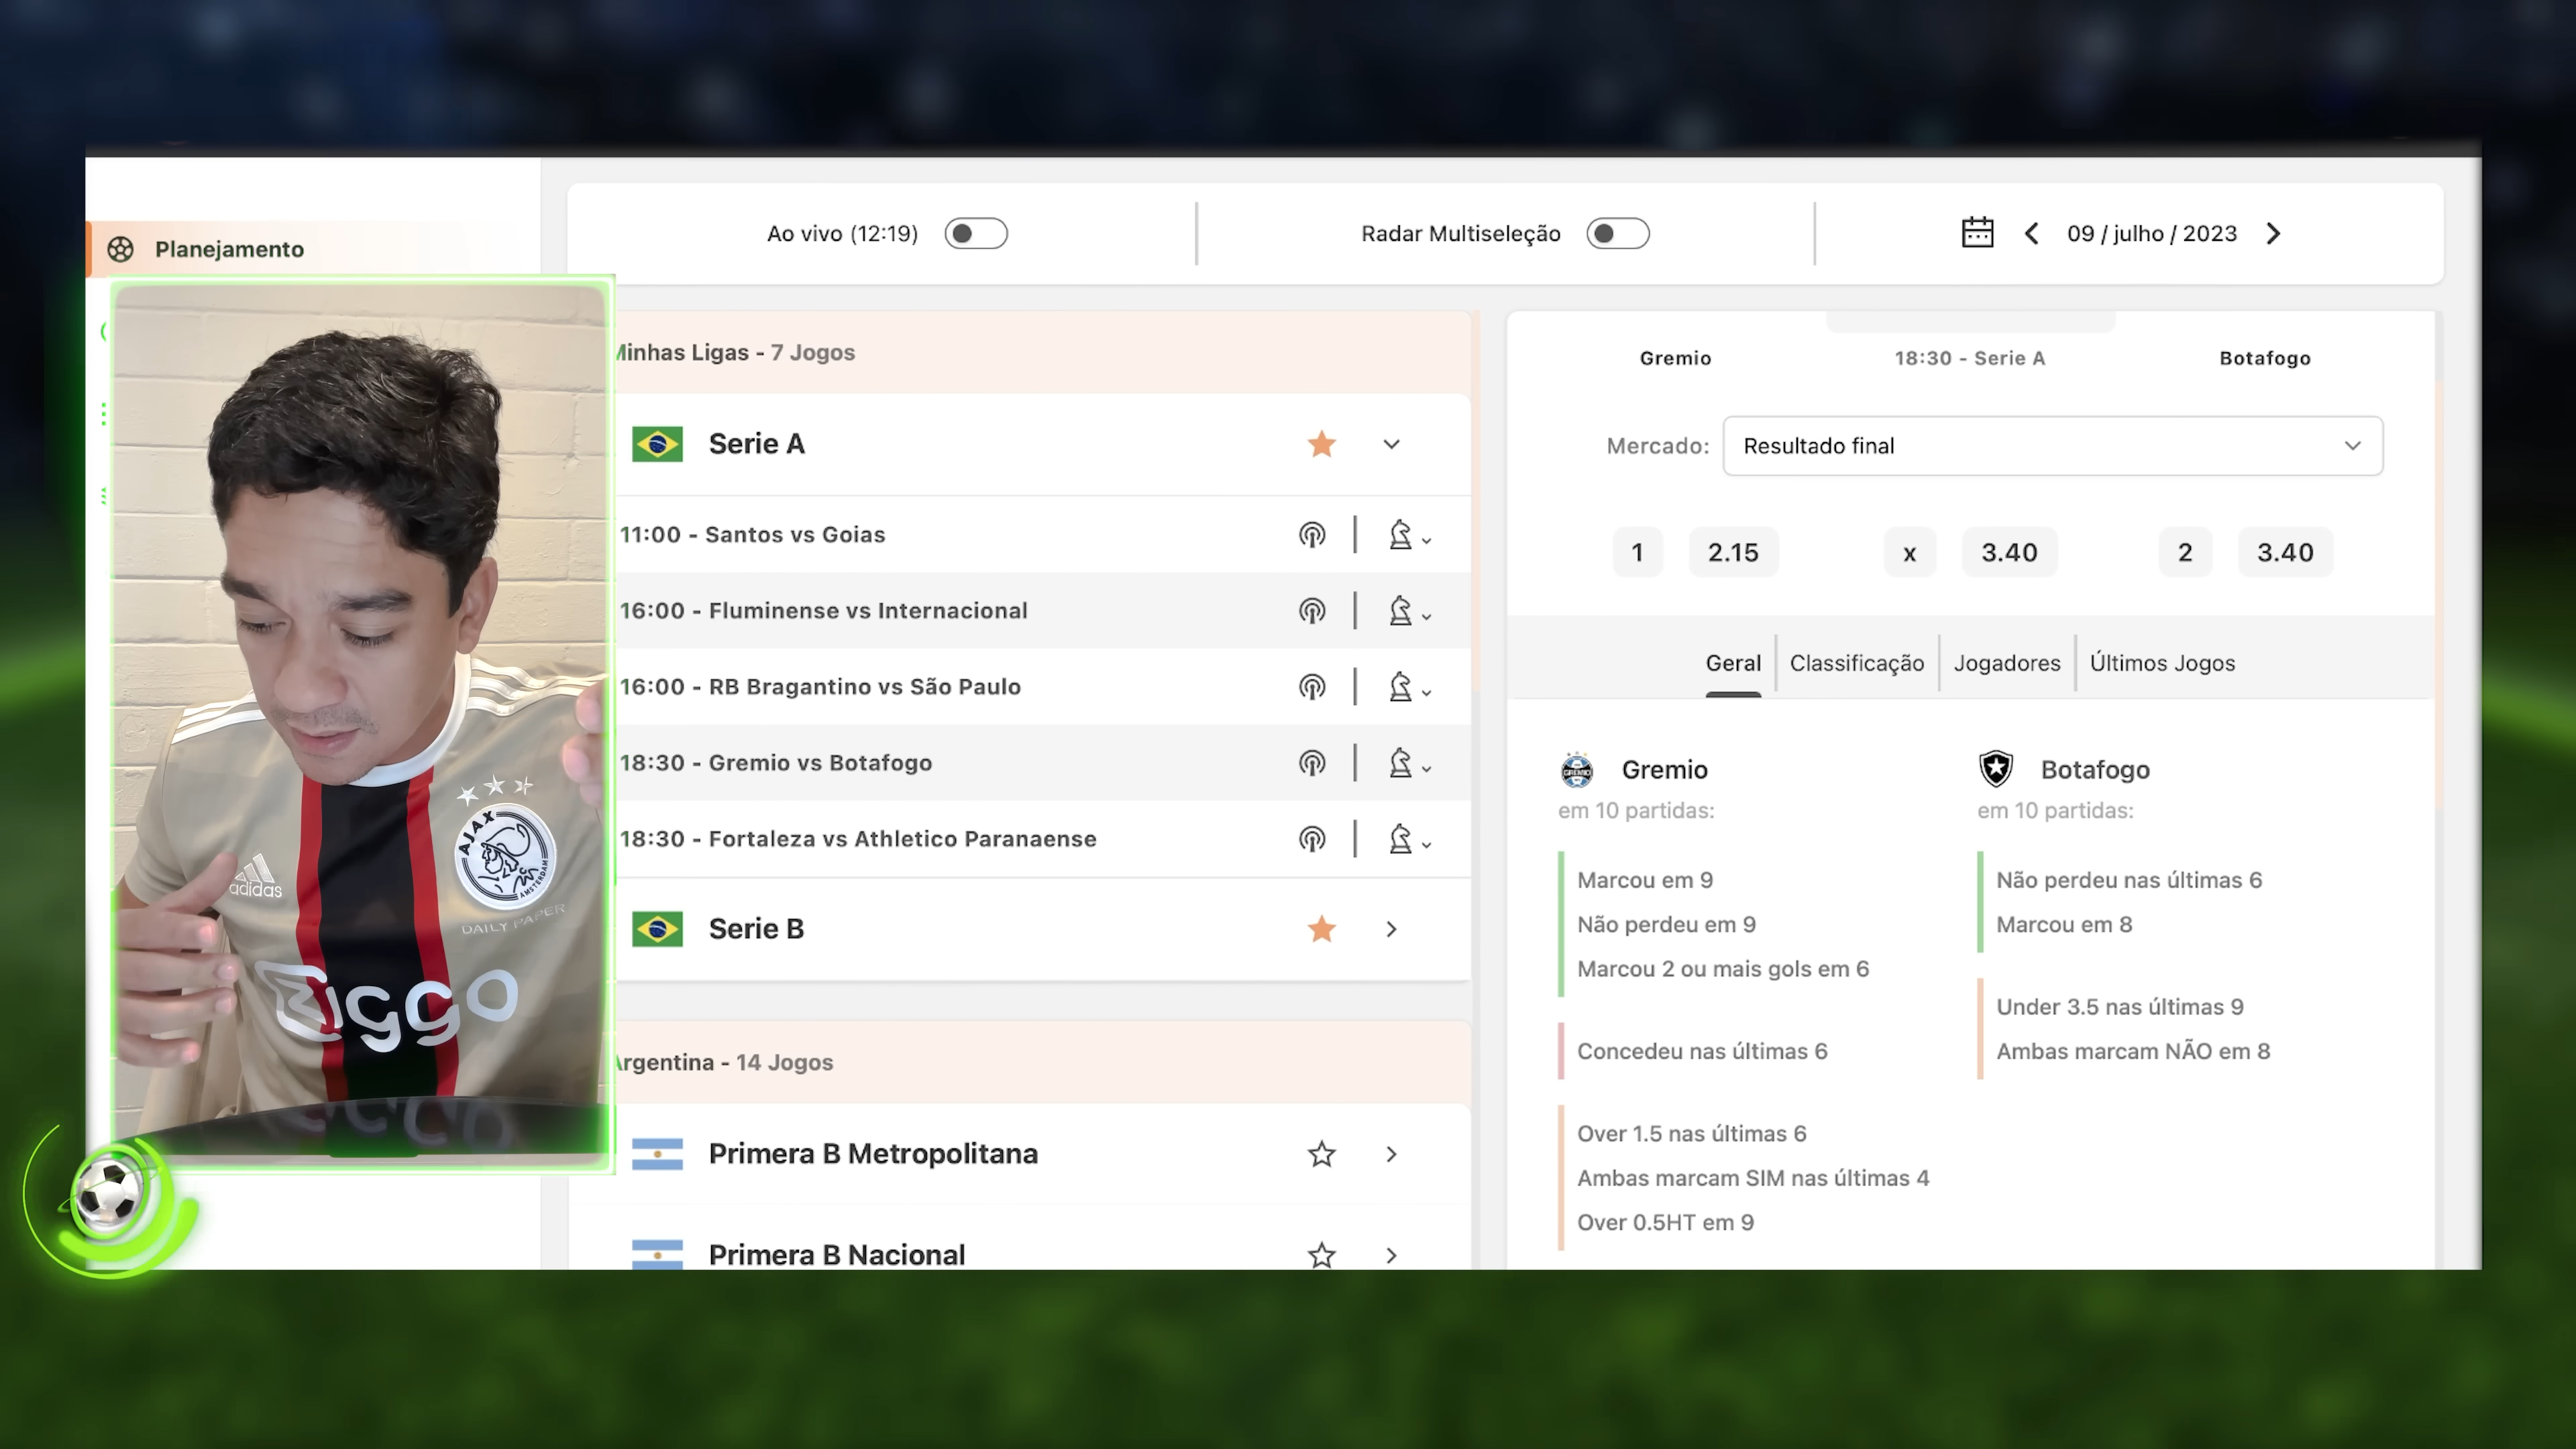 Planejamento
Ao vivo (12:19)
Radar Multiseleção
09 / julho / 2023
Minhas Ligas - 7 Jogos
Serie A
11:00 - Santos vs Goias
16:00 - Fluminense vs Internacional
16:00 - RB Bragantino vs São Paulo
18:30 - Gremio vs Botafogo
18:30 - Fortaleza vs Athletico Paranaense
Serie B
Argentina - 14 Jogos
Primera B Metropolitana
Primera B Nacional
Gremio
18:30 - Serie A
Botafogo
Mercado:
Resultado final
1 2.15
x 3.40
2 3.40
Geral
Classificação
Jogadores
Últimos Jogos
GREMIO
Gremio
em 10 partidas:
Marcou em 9
Não perdeu em 9
Marcou 2 ou mais gols em 6
Concedeu nas últimas 6
Over 1.5 nas últimas 6
Ambas marcam SIM nas últimas 4
Over 0.5HT em 9
Botafogo
em 10 partidas:
Não perdeu nas últimas 6
Marcou em 8
Under 3.5 nas últimas 9
Ambas marcam NÃO em 8
adidas
AJAX
AMSTERDAM
DAILY PAPER
Ziggo